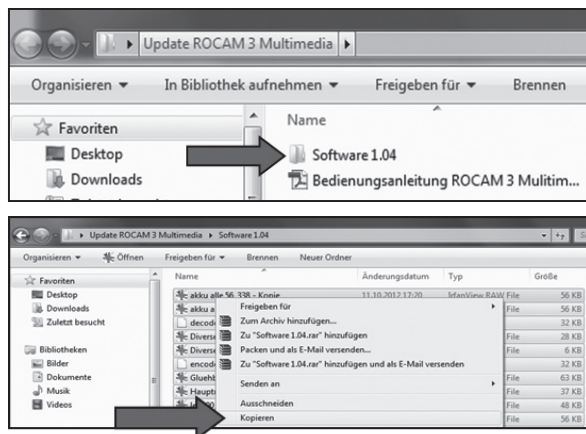 Update ROCAM 3 Multimedia
Organisieren In Bibliothek aufnehmen Freigeben für Brennen
Favoriten
Desktop
Downloads
Name
Software 1.04
Bedienungsanleitung ROCAM 3 Mulitim...
Update ROCAM 3 Multimedia Software 1.04
Organisieren Öffnen Freigeben für Brennen Neuer Ordner
Favoriten
Desktop
Downloads
Zuletzt besucht
Bibliotheken
Bilder
Dokumente
Musik
Videos
Name Änderungsdatum Typ Größe
akku alle 56_338 - Kopie 11.10.2012 17:20 IrfanView RAW File 56 KB
akku a File 56 KB
decod 32 KB
Diverse File 28 KB
Diverse File 6 KB
encod 32 KB
Gluehb File 63 KB
Haupt File 37 KB
File 48 KB
File 56 KB
Freigeben für
Zum Archiv hinzufügen...
Zu "Software 1.04.rar" hinzufügen
Packen und als E-Mail versenden...
Zu "Software 1.04.rar" hinzufügen und als E-Mail versenden
Senden an
Ausschneiden
Kopieren